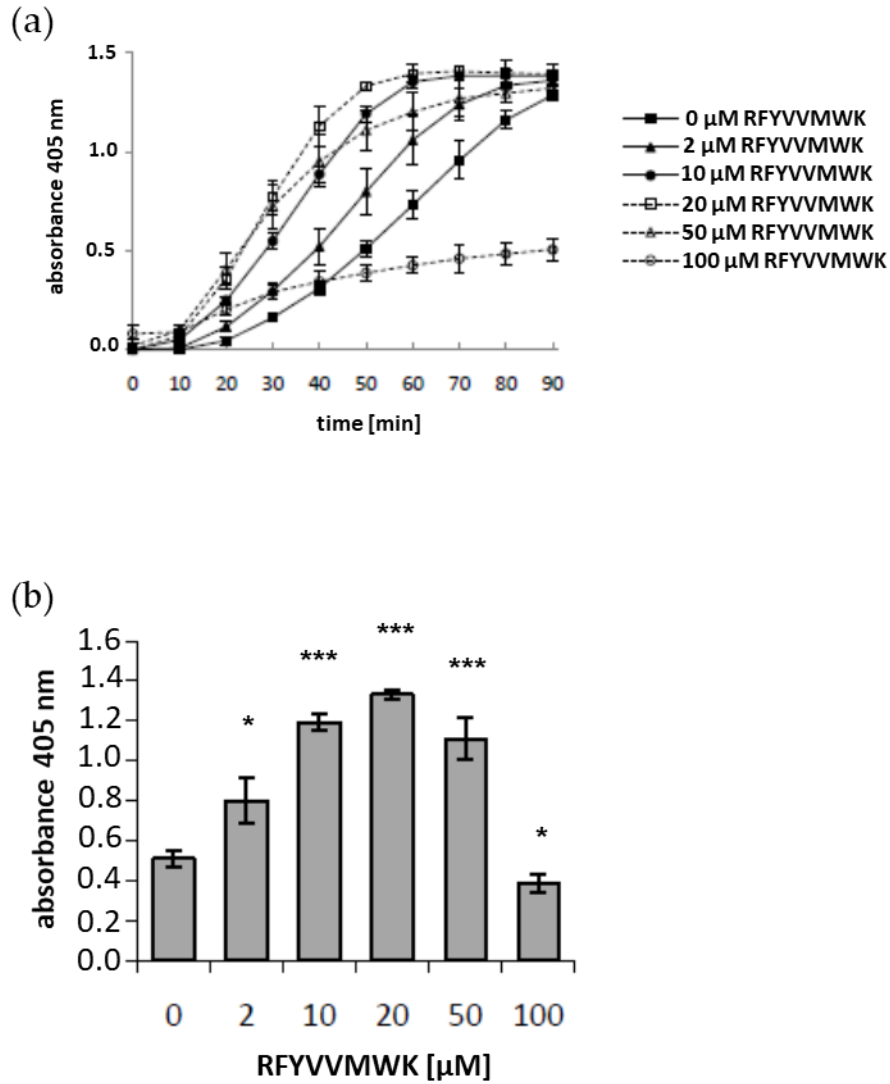 (a)
1.5
1.0
0.5
0.0
absorbance 405 nm
0 10 20 30 40 50 60 70 80 90
time [min]
0 µM RFYVVMWK
2 µM RFYVVMWK
10 µM RFYVVMWK
20 µM RFYVVMWK
50 µM RFYVVMWK
100 µM RFYVVMWK
(b)
1.6
1.4
1.2
1.0
0.8
0.6
0.4
0.2
0.0
absorbance 405 nm
* *** *** *** *
0 2 10 20 50 100
RFYVVMWK [µM]